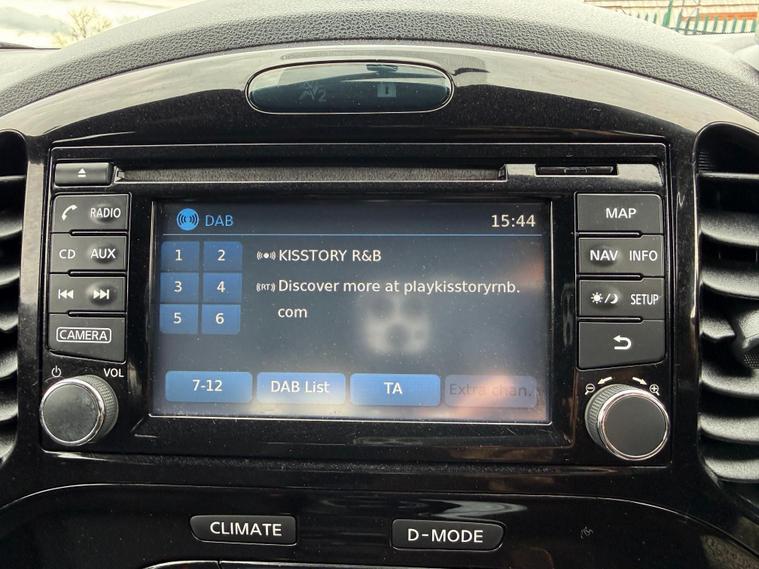 RADIO
CD AUX
CAMERA
VOL
DAB 15:44
1 2
3 4
5 6
KISSTORY R&B
RT Discover more at playkisstoryrnb.
com
7-12 DAB List TA Extra chan.
MAP
NAV INFO
SETUP
CLIMATE
D-MODE